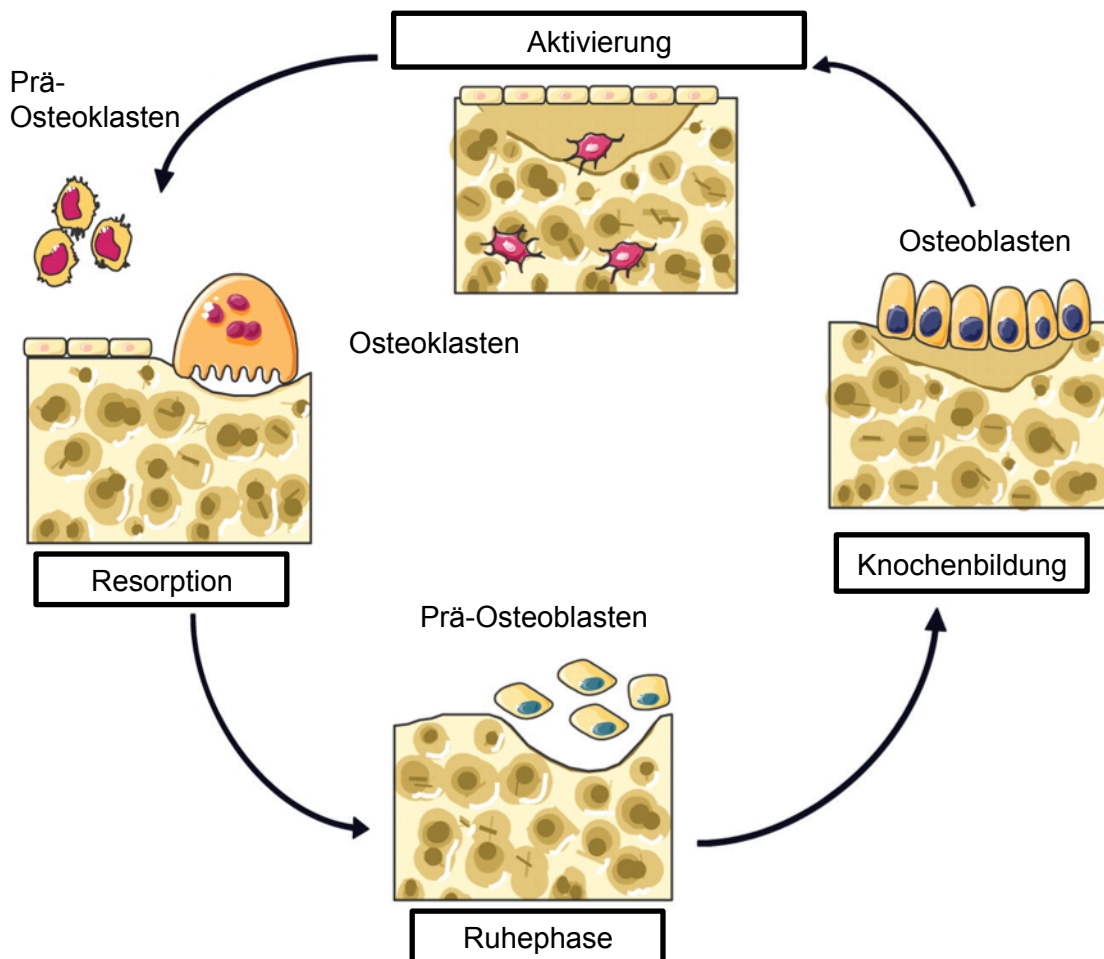 Aktivierung
Prä-
Osteoklasten
Osteoblasten
Osteoklasten
Knochenbildung
Resorption
Prä-Osteoblasten
Ruhephase